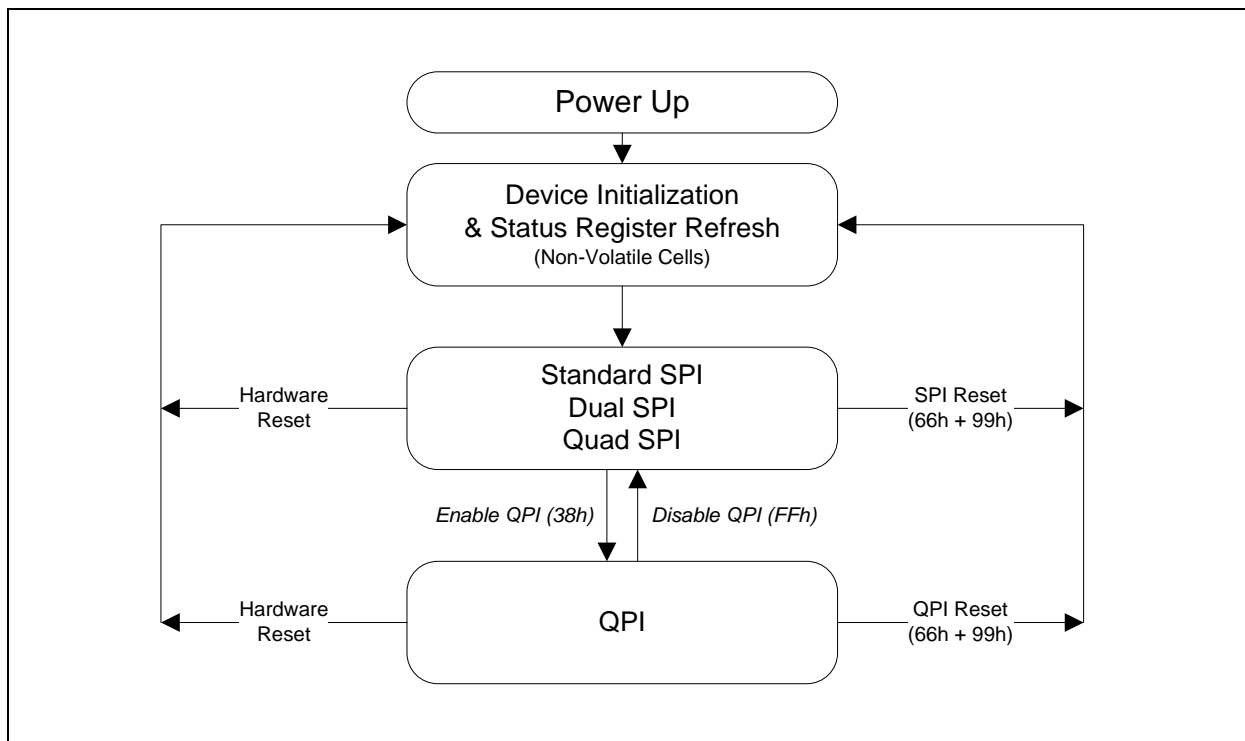 Power Up
Device Initialization
& Status Register Refresh
(Non-Volatile Cells)
Standard SPI
Dual SPI
Quad SPI
Hardware
Reset
SPI Reset
(66h + 99h)
Enable QPI (38h)
Disable QPI (FFh)
Hardware
Reset
QPI
QPI Reset
(66h + 99h)